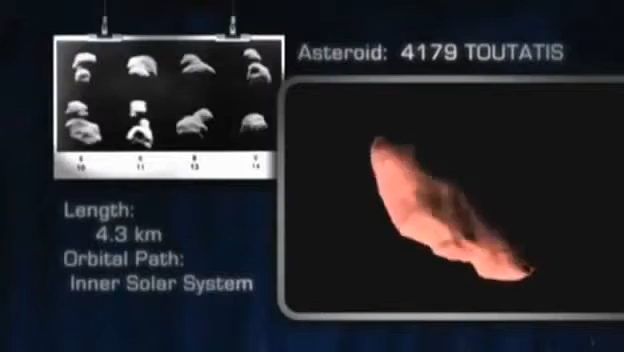 Asteroid: 4179 TOUTATIS
Length:
4.3 km
Orbital Path:
Inner Solar System